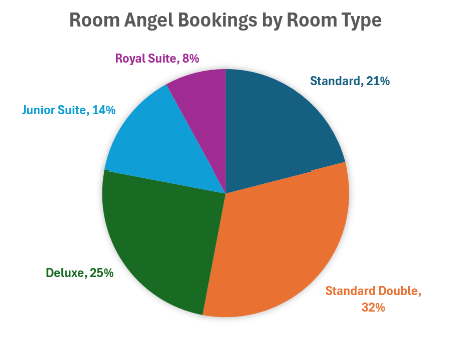 Room Angel Bookings by Room Type
Royal Suite, 8%
Standard, 21%
Junior Suite, 14%
Deluxe, 25%
Standard Double,
32%